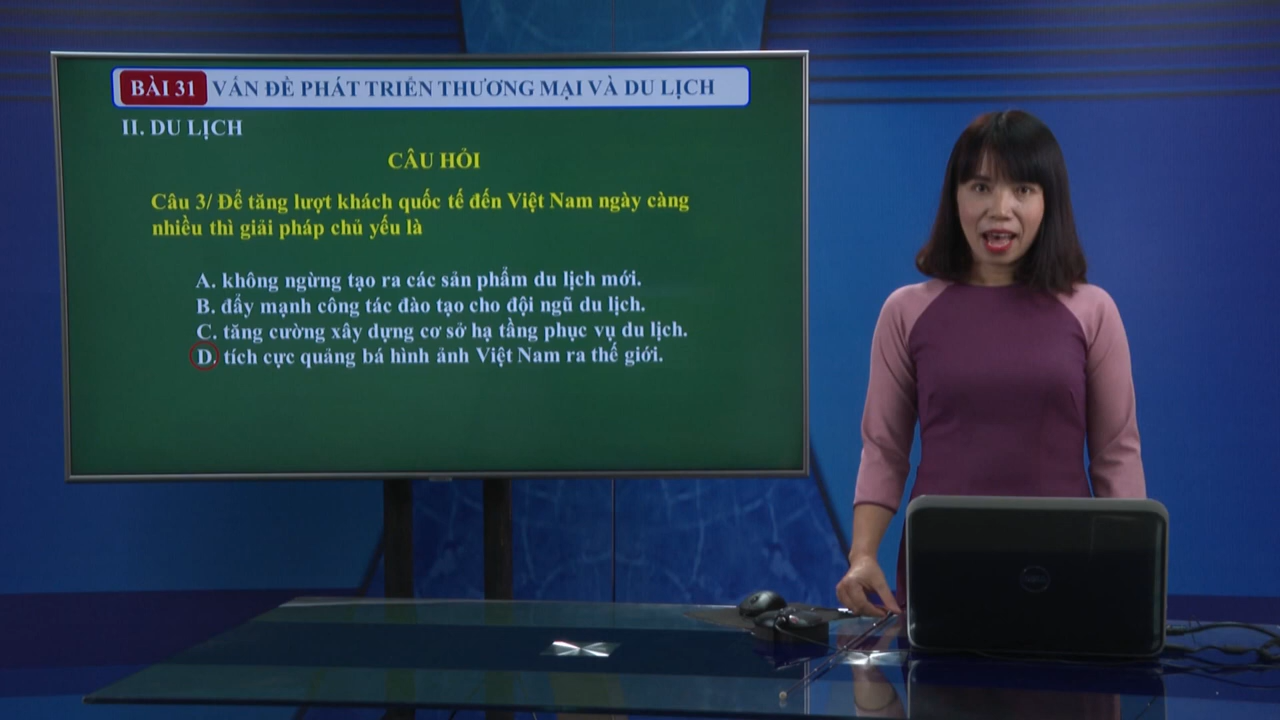 BÀI 31 VẤN ĐỀ PHÁT TRIỂN THƯƠNG MẠI VÀ DU LỊCH
II. DU LỊCH
CÂU HỎI
Câu 3/ Để tăng lượt khách quốc tế đến Việt Nam ngày càng
nhiều thì giải pháp chủ yếu là
A. không ngừng tạo ra các sản phẩm du lịch mới.
B. đẩy mạnh công tác đào tạo cho đội ngũ du lịch.
C. tăng cường xây dựng cơ sở hạ tầng phục vụ du lịch.
D. tích cực quảng bá hình ảnh Việt Nam ra thế giới.